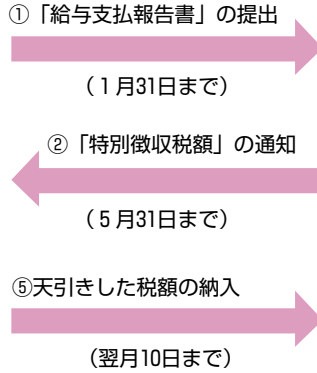 ①「給与支払報告書」の提出
（１月31日まで）
②「特別徴収税額」の通知
（５月31日まで）
⑤天引きした税額の納入
（翌月10日まで）